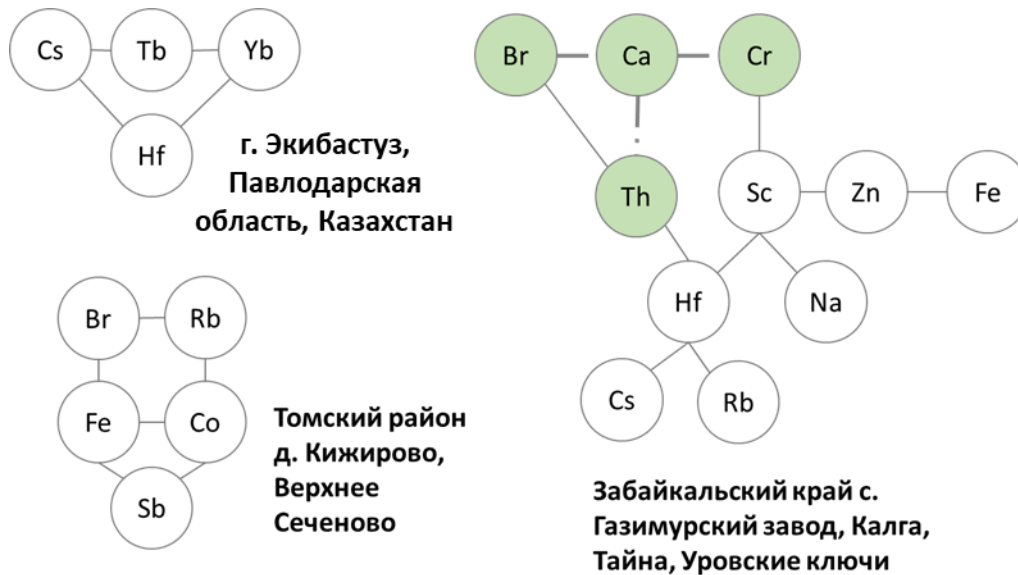 Cs Tb Yb
Hf
г. Экибастуз,
Павлодарская
область, Казахстан
Br Rb
Fe Co
Sb
Томский район
д. Кижирово,
Верхнее
Сеченово
Br Ca Cr
Th Sc Zn Fe
Hf Na
Cs Rb
Забайкальский край с.
Газимурский завод, Калга,
Тайна, Уровские ключи